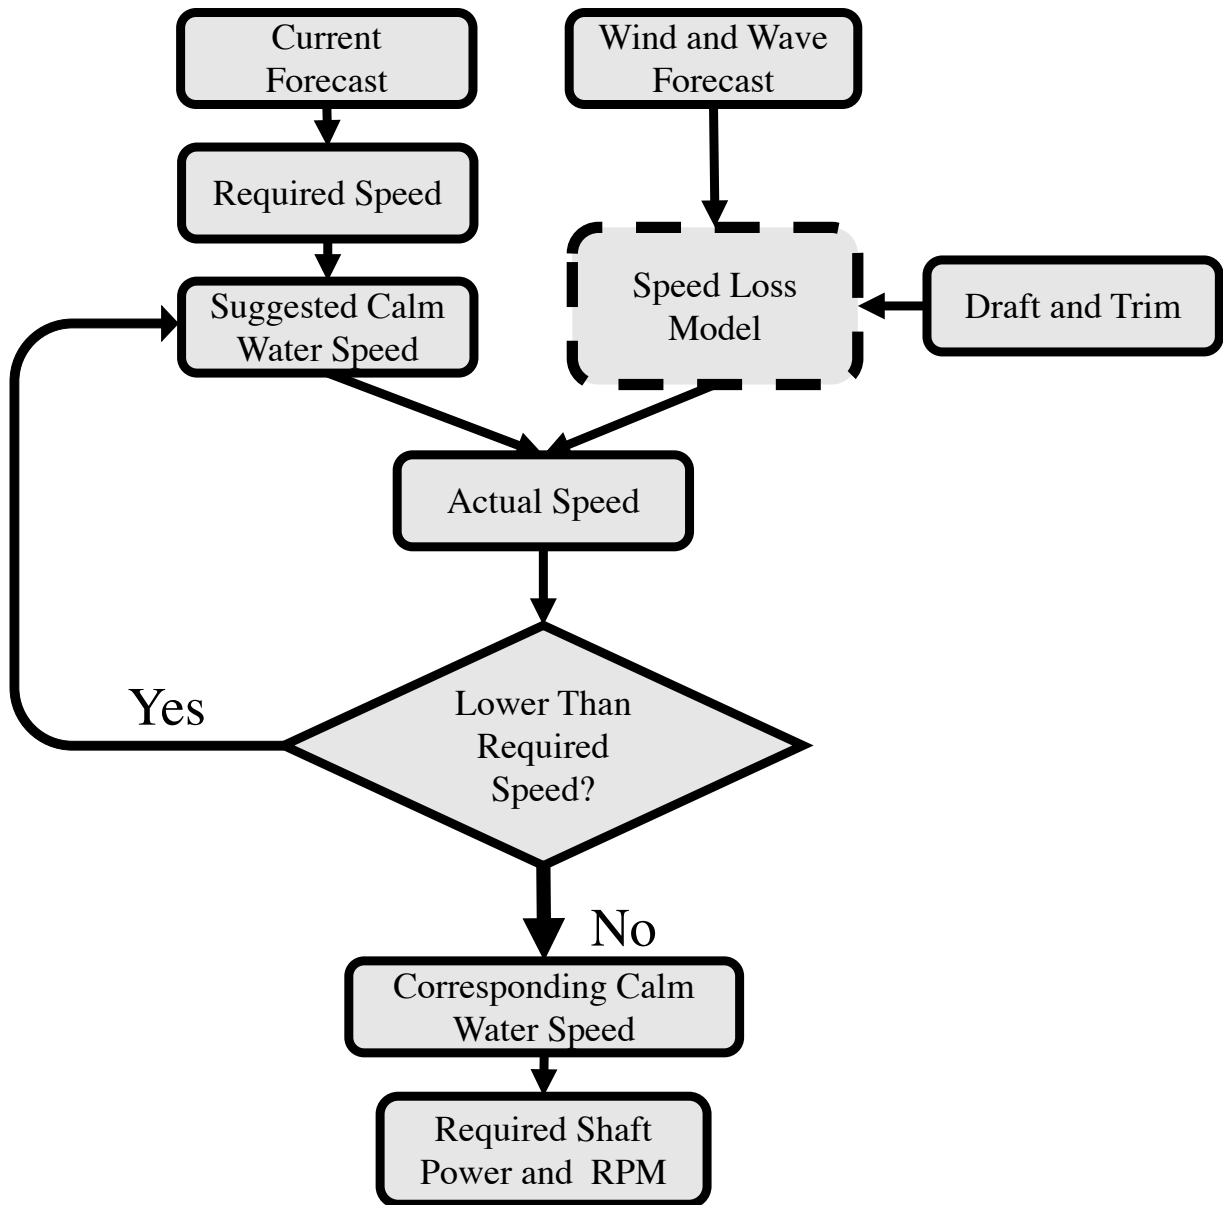 Current
Forecast
Wind and Wave
Forecast
Required Speed
Suggested Calm
Water Speed
Speed Loss
Model
Draft and Trim
Actual Speed
Lower Than
Required
Speed?
Yes
No
Corresponding Calm
Water Speed
Required Shaft
Power and RPM